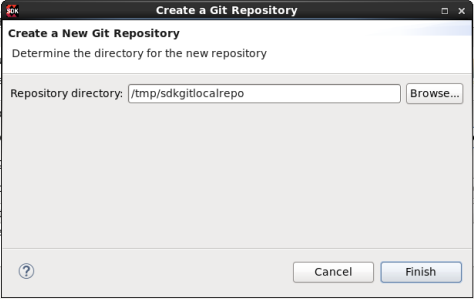 SDK
Create a Git Repository
Create a New Git Repository
Determine the directory for the new repository
Repository directory: /tmp/sdkgitlocalrepo Browse...
? Cancel Finish